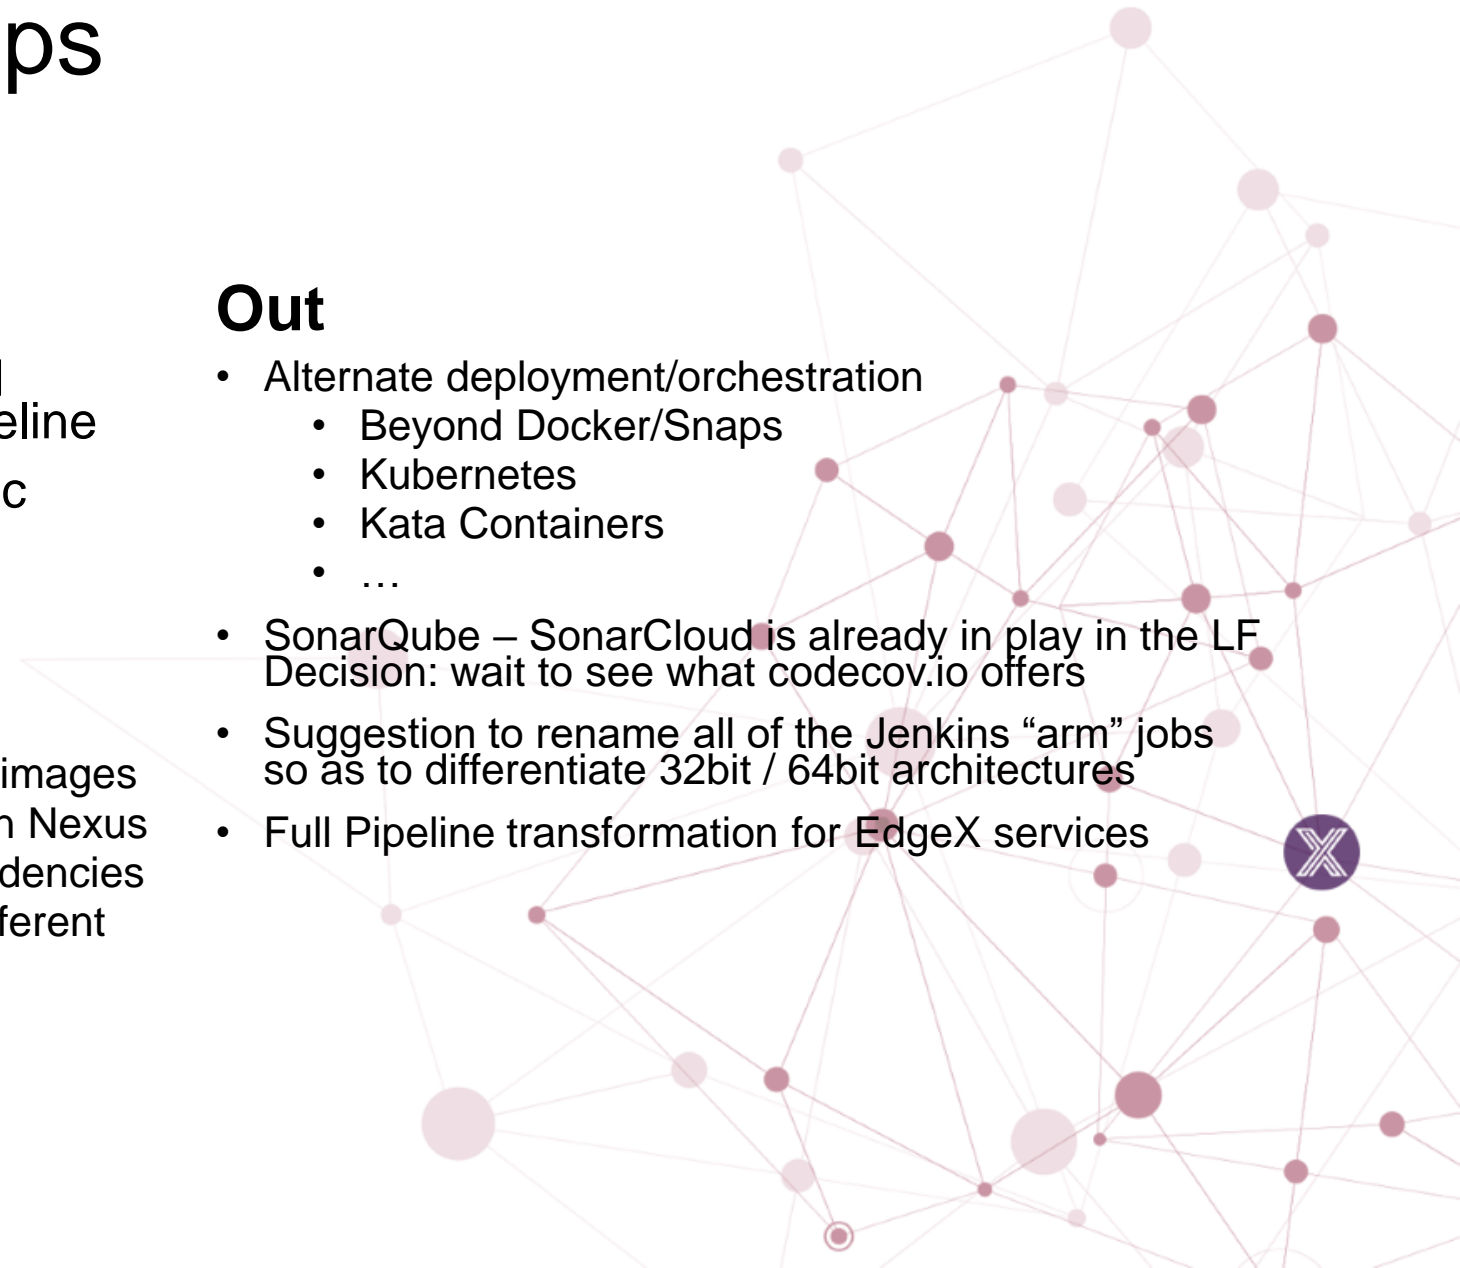 ps
eline
c
images
n Nexus
dencies
ferent
Out
• Alternate deployment/orchestration
• Beyond Docker/Snaps
• Kubernetes
• Kata Containers
• …
• SonarQube – SonarCloud is already in play in the LF
Decision: wait to see what codecov.io offers
• Suggestion to rename all of the Jenkins “arm” jobs
so as to differentiate 32bit / 64bit architectures
• Full Pipeline transformation for EdgeX services